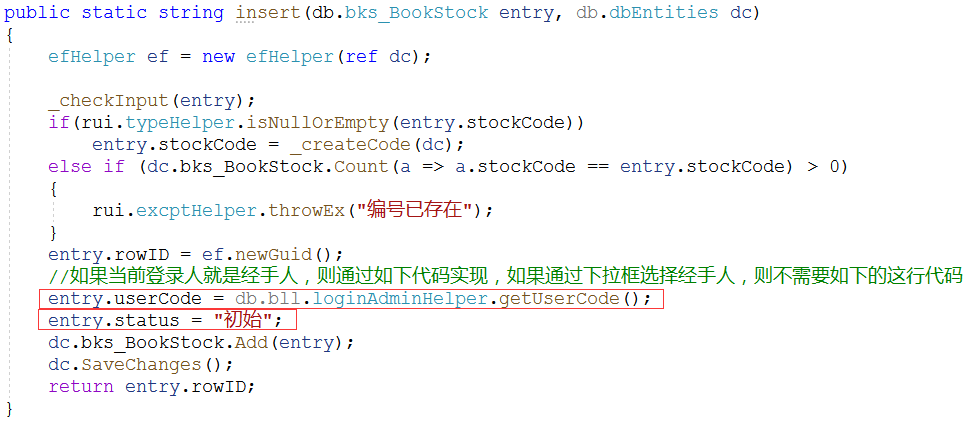 public static string insert(db.bks_BookStock entry, db.dbEntities dc)
{
    efHelper ef = new efHelper(ref dc);
    _checkInput(entry);
    if(rui.typeHelper.isNullOrEmpty(entry.stockCode))
        entry.stockCode = _createCode(dc);
    else if (dc.bks_BookStock.Count(a => a.stockCode == entry.stockCode) > 0)
    {
        rui.excptHelper.throwEx("编号已存在");
    }
    entry.rowID = ef.newGuid();
    //如果当前登录人就是经手人，则通过如下代码实现，如果通过下拉框选择经手人，则不需要如下的这行代码
    entry.userCode = db.bll.loginAdminHelper.getUserCode();
    entry.status = "初始";
    dc.bks_BookStock.Add(entry);
    dc.SaveChanges();
    return entry.rowID;
}